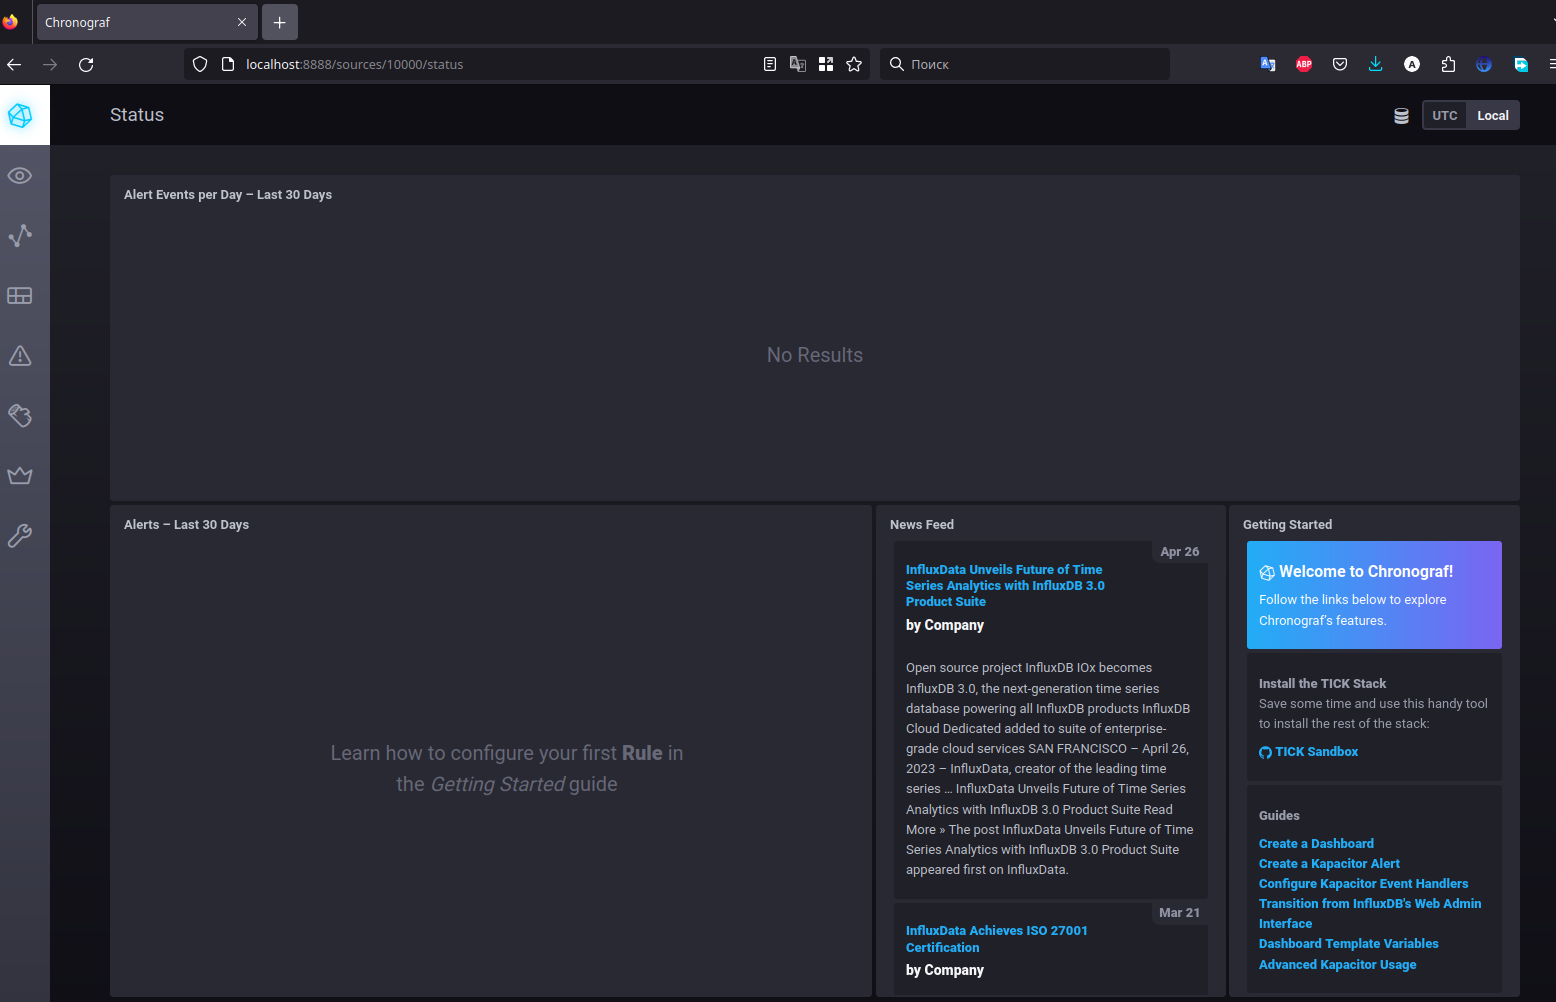 Chronograf
localhost:8888/sources/10000/status
Поиск
ABP
A
Status
UTC
Local
Alert Events per Day – Last 30 Days
No Results
Alerts – Last 30 Days
Learn how to configure your first Rule in
the Getting Started guide
News Feed
Apr 26
InfluxData Unveils Future of Time
Series Analytics with InfluxDB 3.0
Product Suite
by Company
Open source project InfluxDB IOx becomes
InfluxDB 3.0, the next-generation time series
database powering all InfluxDB products InfluxDB
Cloud Dedicated added to suite of enterprise-
grade cloud services SAN FRANCISCO – April 26,
2023 – InfluxData, creator of the leading time
series … InfluxData Unveils Future of Time Series
Analytics with InfluxDB 3.0 Product Suite Read
More » The post InfluxData Unveils Future of Time
Series Analytics with InfluxDB 3.0 Product Suite
appeared first on InfluxData.
Mar 21
InfluxData Achieves ISO 27001
Certification
by Company
Getting Started
Welcome to Chronograf!
Follow the links below to explore
Chronograf's features.
Install the TICK Stack
Save some time and use this handy tool
to install the rest of the stack:
TICK Sandbox
Guides
Create a Dashboard
Create a Kapacitor Alert
Configure Kapacitor Event Handlers
Transition from InfluxDB's Web Admin
Interface
Dashboard Template Variables
Advanced Kapacitor Usage